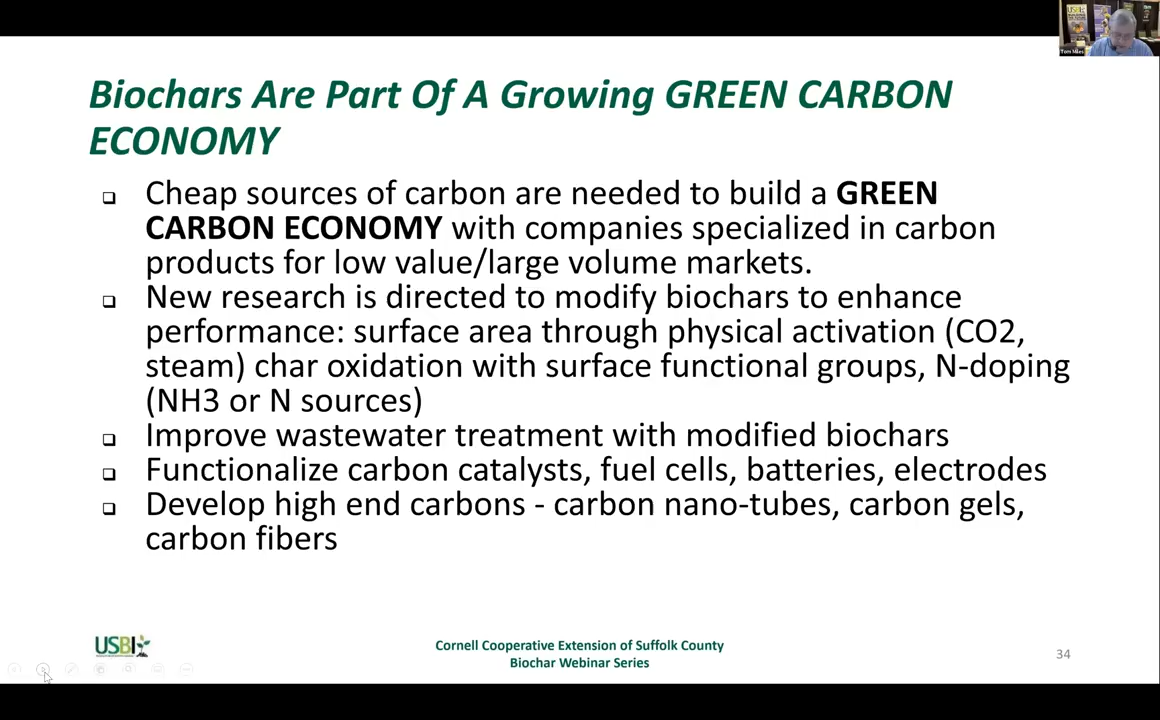 Tom Miles
Biochars Are Part Of A Growing GREEN CARBON
ECONOMY
Cheap sources of carbon are needed to build a GREEN
CARBON ECONOMY with companies specialized in carbon
products for low value/large volume markets.
New research is directed to modify biochars to enhance
performance: surface area through physical activation (CO2,
steam) char oxidation with surface functional groups, N-doping
(NH3 or N sources)
Improve wastewater treatment with modified biochars
Functionalize carbon catalysts, fuel cells, batteries, electrodes
Develop high end carbons - carbon nano-tubes, carbon gels,
carbon fibers
USBI
Cornell Cooperative Extension of Suffolk County
Biochar Webinar Series
34